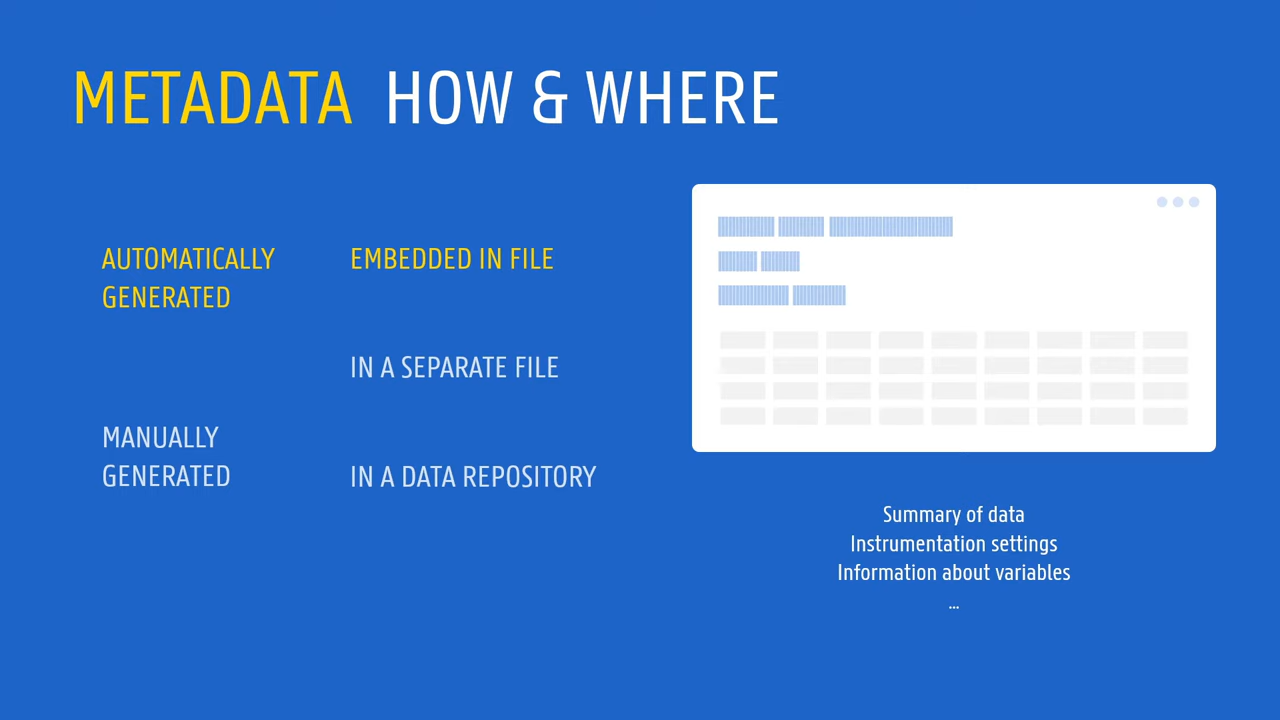 METADATA HOW & WHERE
AUTOMATICALLY
GENERATED
MANUALLY
GENERATED
EMBEDDED IN FILE
IN A SEPARATE FILE
IN A DATA REPOSITORY
Summary of data
Instrumentation settings
Information about variables
...